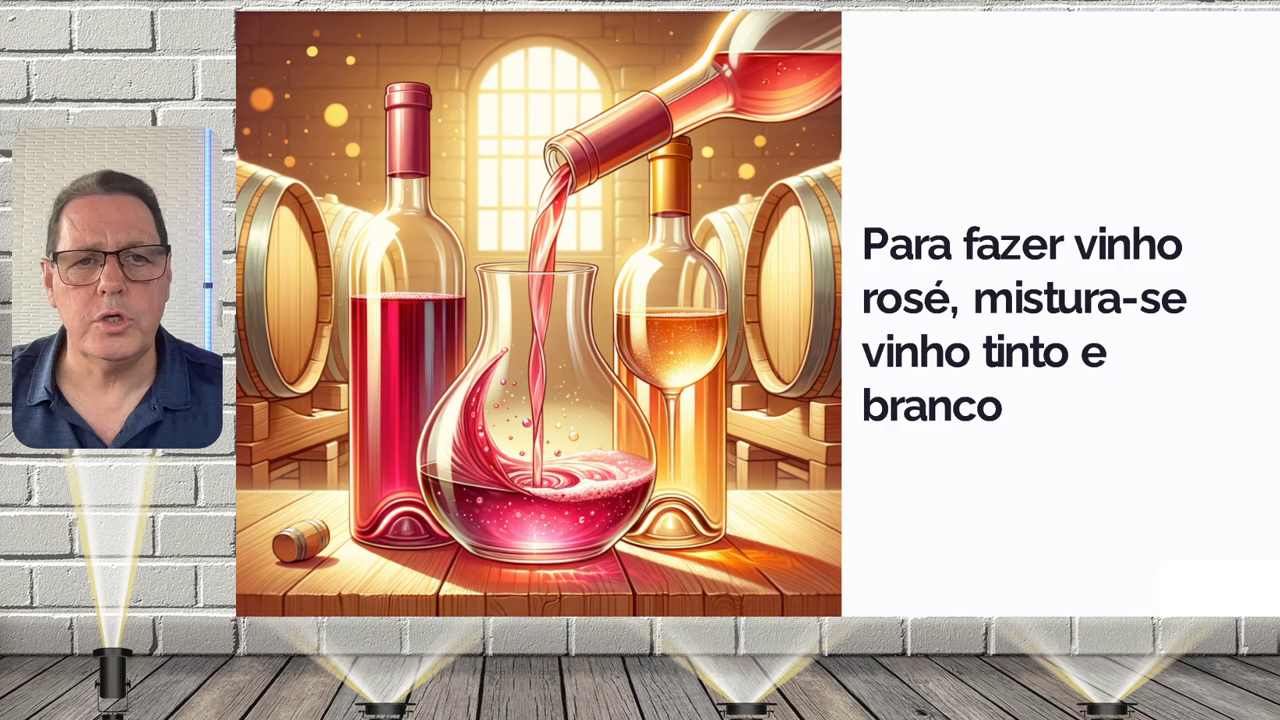 Para fazer vinho
rosé, mistura-se
vinho tinto e
branco